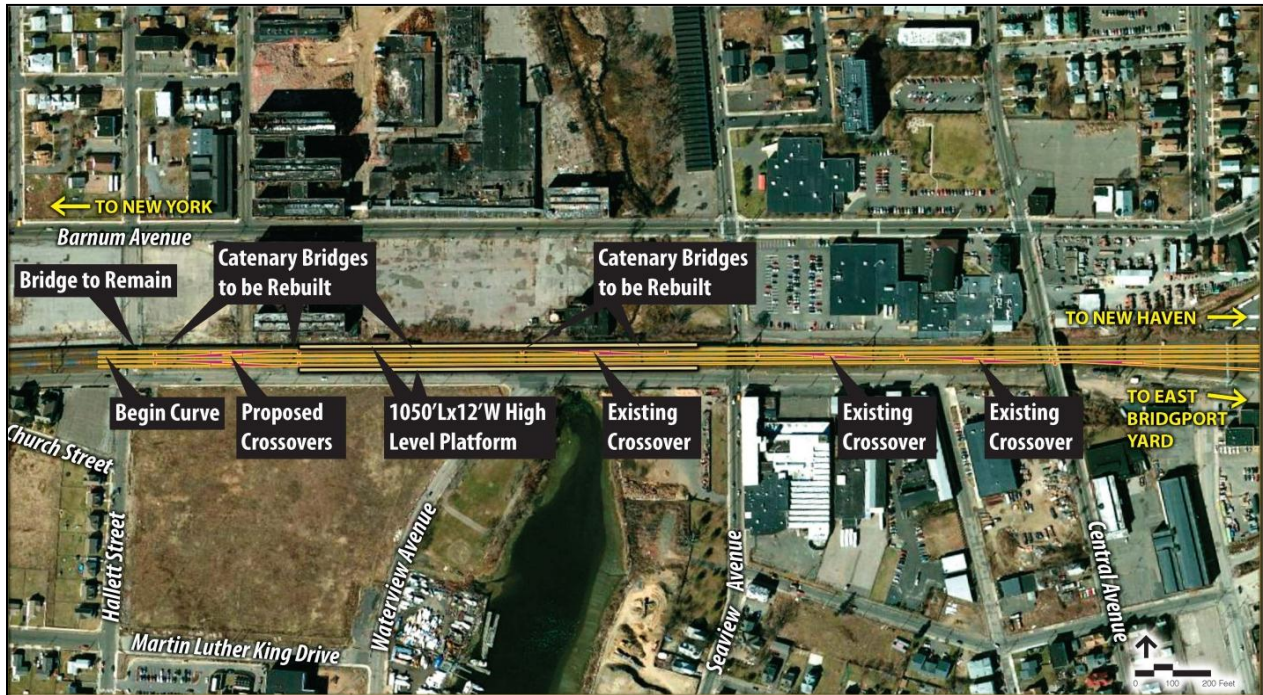 TO NEW YORK
Barnum Avenue
Bridge to Remain
Catenary Bridges
to be Rebuilt
Catenary Bridges
to be Rebuilt
TO NEW HAVEN
Begin Curve
Proposed
Crossovers
1050'Lx12'W High
Level Platform
Existing
Crossover
Existing
Crossover
Existing
Crossover
TO EAST
BRIDGPORT
YARD
Church Street
Hallett Street
Waterview Avenue
Seaview Avenue
Central Avenue
Martin Luther King Drive
0 100 200 Feet